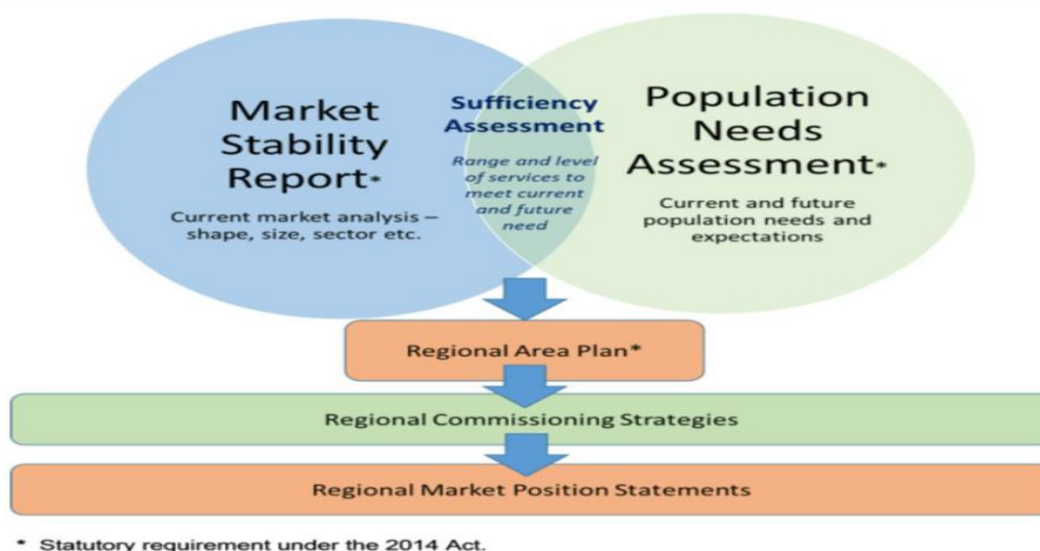 Market
Stability
Report*
Current market analysis –
shape, size, sector etc.
Sufficiency
Assessment
Range and level
of services to
meet current
and future
need
Population
Needs
Assessment*
Current and future
population needs and
expectations
Regional Area Plan*
Regional Commissioning Strategies
Regional Market Position Statements
* Statutory requirement under the 2014 Act.